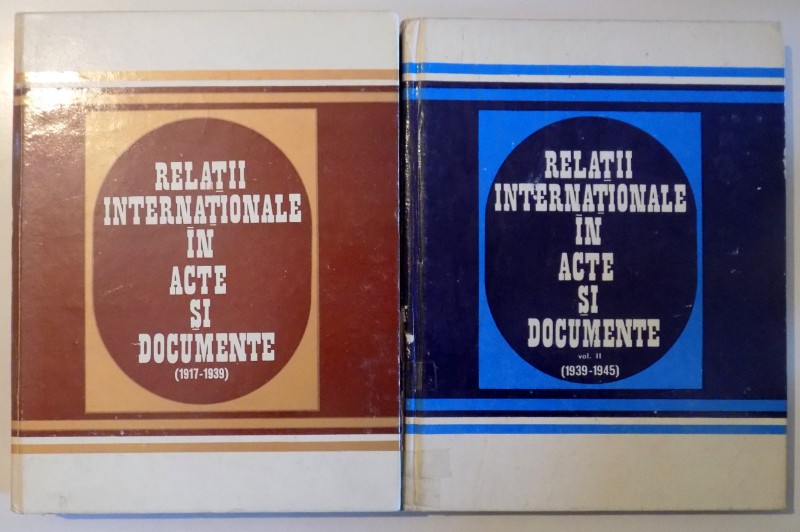 RELAȚII
INTERNAȚIONALE
ÎN
ACTE
ȘI
DOCUMENTE
(1917-1939)
RELAȚII
INTERNAȚIONALE
ÎN
ACTE
ȘI
DOCUMENTE
vol. II
(1939-1945)